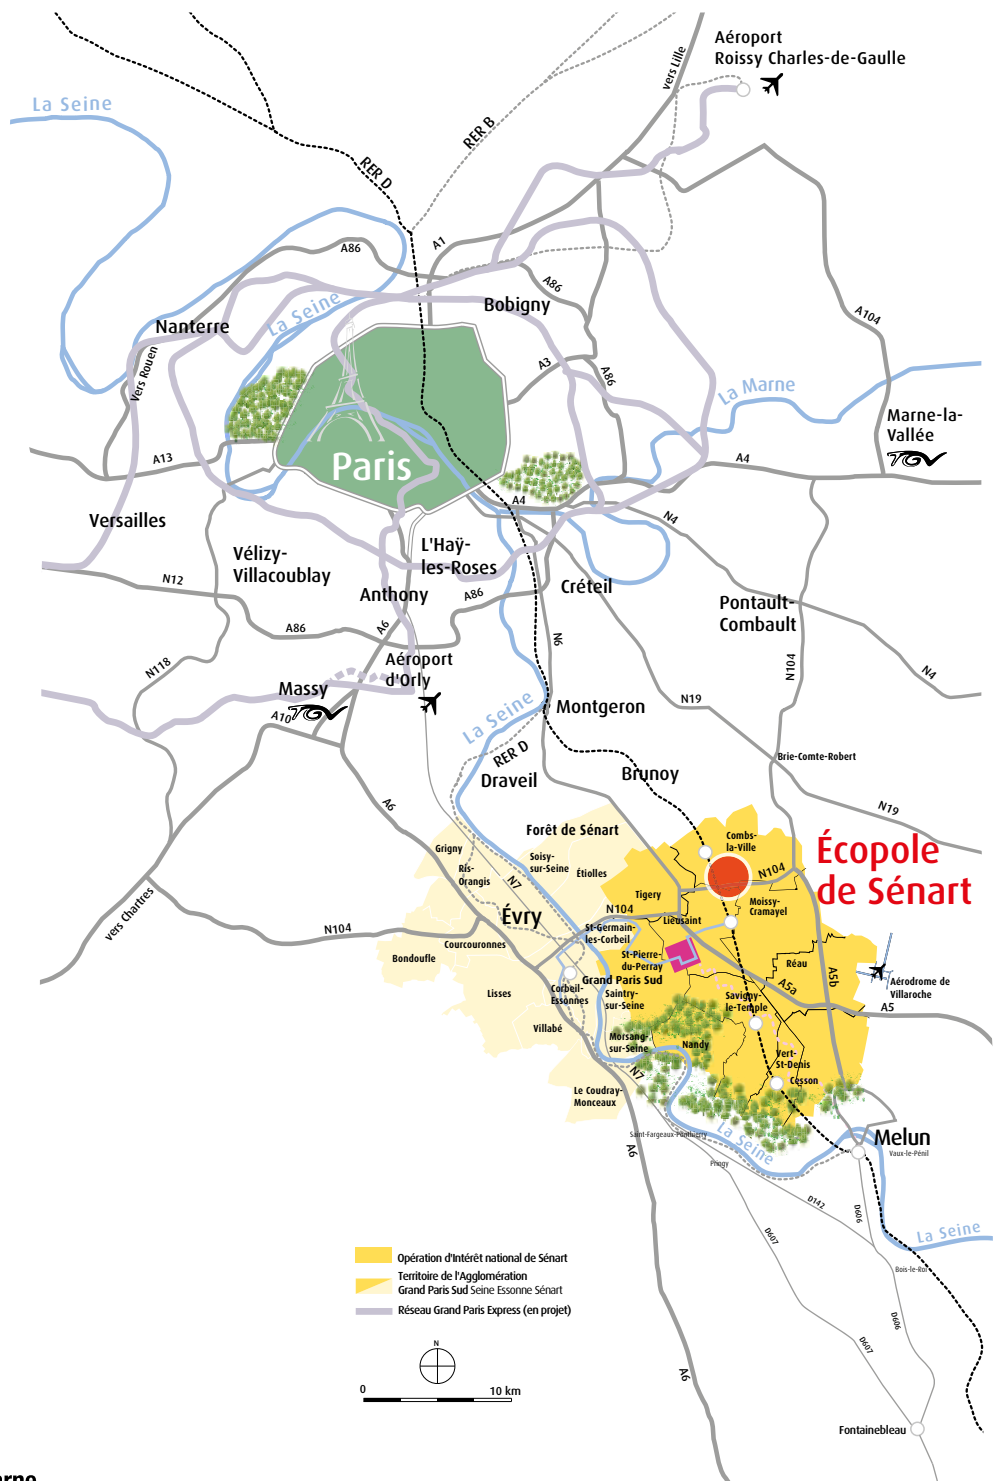 Aéroport
Roissy Charles-de-Gaulle
vers Lille
La Seine
RER B
RER D
A86
A1
A86
La Seine
Bobigny
Nanterre
A104
Vers Rouen
A3
A86
La Marne
Marne-la-
Vallée
TGV
A13
Paris
A4
A4
N4
Versailles
L'Haÿ-
les-Roses
Vélizy-
Villacoublay
N12
Anthony
A86
Créteil
Pontault-
Combault
A86
A6
N6
N104
N4
N118
Aéroport
d'Orly
Massy
TGV
A10
La Seine
Montgeron
N19
RER D
Draveil
Brunoy
Brie-Comte-Robert
A6
N19
Forêt de Sénart
Combs-
la-Ville
Écopole
de Sénart
Grigny
Soisy-
sur-Seine
Étiolles
Ris-
Orangis
N7
N104
Tigery
Moissy-
Cramayel
vers Chartres
Évry
N104
Lieusaint
N104
St-Germain-
les-Corbeil
Courcouronnes
Bondoufle
St-Pierre-
du-Perray
Réau
A5b
Grand Paris Sud
Aérodrome de
Villaroche
Lisses
Corbeil-
Essonnes
Saintry-
sur-Seine
A5a
Savigny-
le-Temple
A5
Villabé
Morsang-
sur-Seine
Nandy
Vert-
St-Denis
Cesson
N7
Le Coudray-
Monceaux
La Seine
Saint-Fargeaux-Ponthierry
Melun
Vaux-le-Pénil
A6
Pringy
D142
D606
D607
La Seine
Opération d'Intérêt national de Sénart
Territoire de l'Agglomération
Grand Paris Sud Seine Essonne Sénart
Réseau Grand Paris Express (en projet)
Bois-le-Roi
D606
D607
N
A6
0
10 km
Fontainebleau